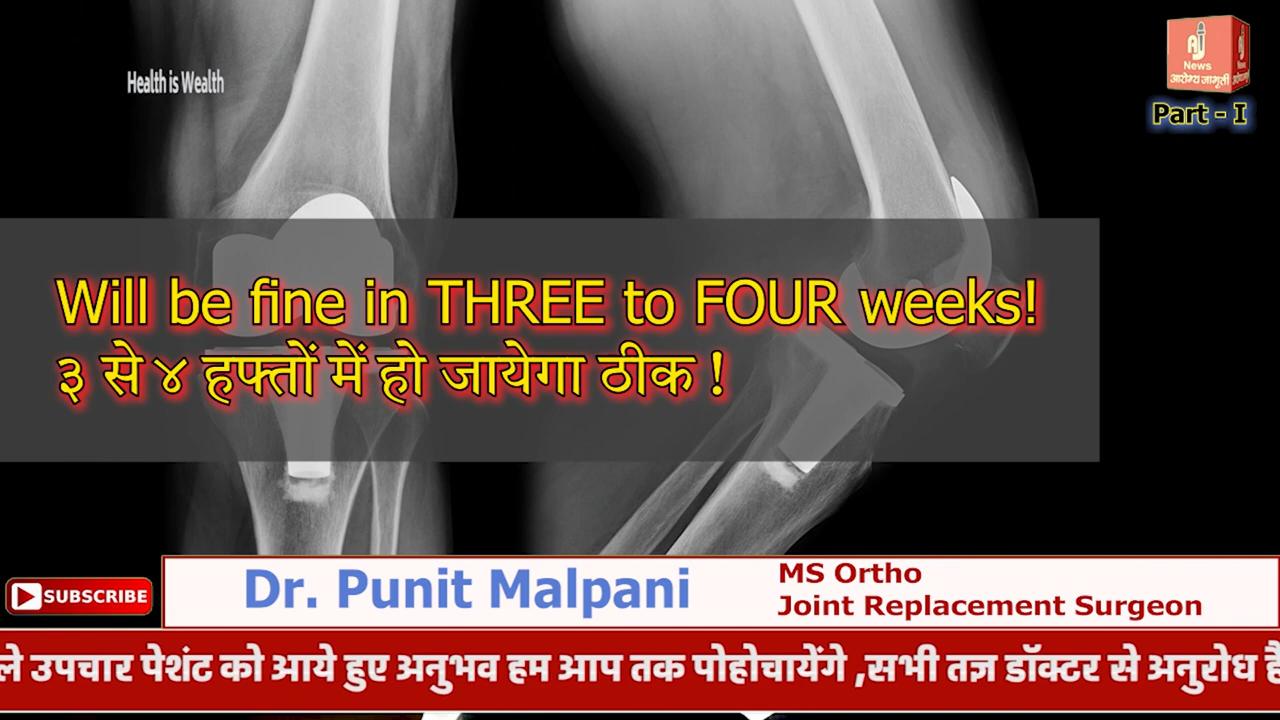 Health is Wealth
AJ
News
आरोग्य जागृती
Part - I
Will be fine in THREE to FOUR weeks!
३ से ४ हफ्तों में हो जायेगा ठीक !
Dr. Punit Malpani
MS Ortho
Joint Replacement Surgeon
SUBSCRIBE
ले उपचार पेशंट को आये हुए अनुभव हम आप तक पोहोचायेंगे ,सभी तज्ञ डॉक्टर से अनुरोध है